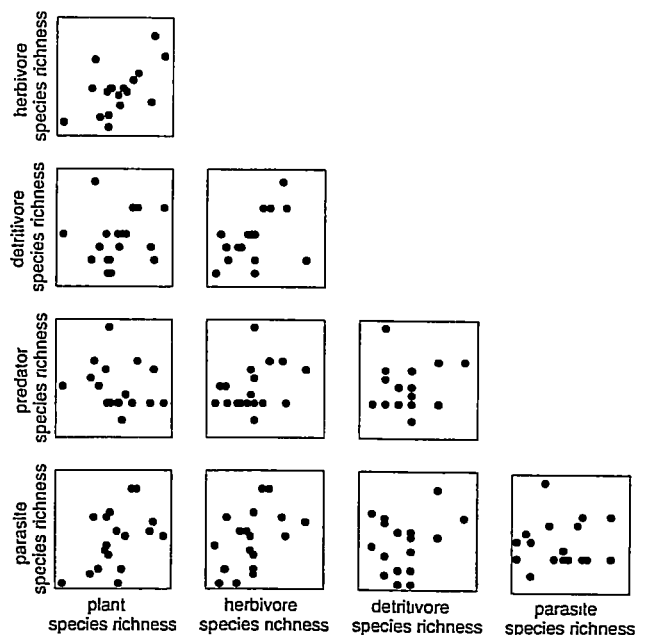 herbivore
species richness
detritivore
species richness
predator
species richness
parasite
species richness
plant
species richness
herbivore
species richness
detritivore
species richness
parasite
species richness